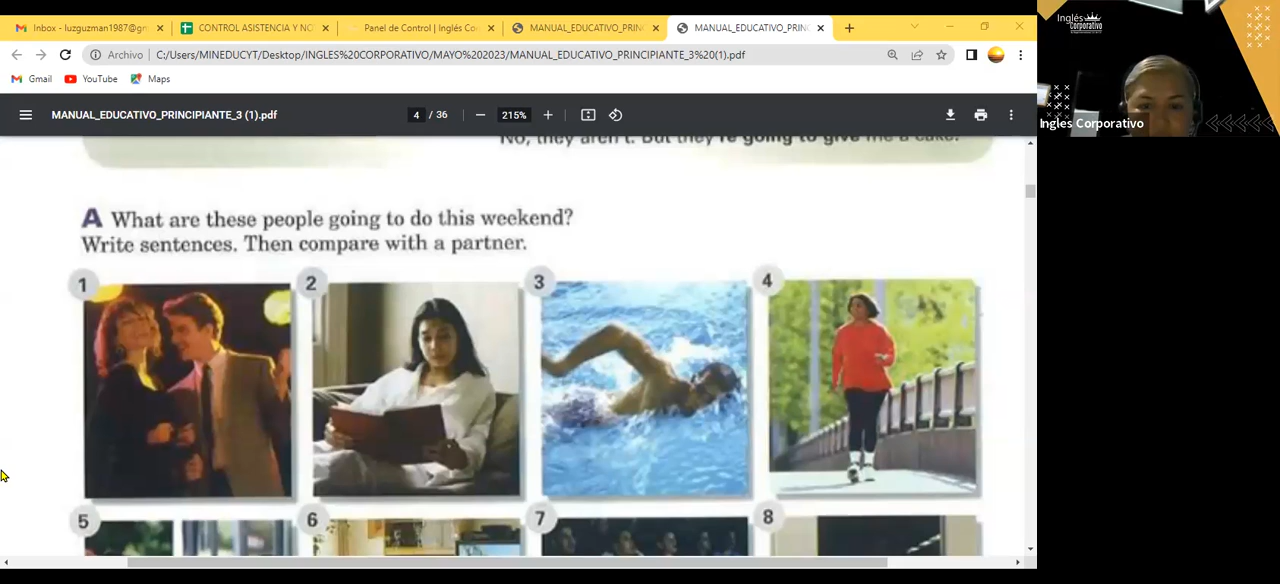 Inbox - luzguzman1987@gm
CONTROL ASISTENCIA Y NOT
Panel de Control | Inglés Co
MANUAL_EDUCATIVO_PRINC
MANUAL_EDUCATIVO_PRINC
Archivo
C:/Users/MINEDUCYT/Desktop/INGLES%20CORPORATIVO/MAYO%202023/MANUAL_EDUCATIVO_PRINCIPIANTE_3%20(1).pdf
Gmail
YouTube
Maps
MANUAL_EDUCATIVO_PRINCIPIANTE_3 (1).pdf
4 / 36
215%
No, they aren't. But they're going to give me a cake.
A What are these people going to do this weekend?
Write sentences. Then compare with a partner.
1
2
3
4
5
6
7
8
Inglés
Corporativo
Ingles Corporativo